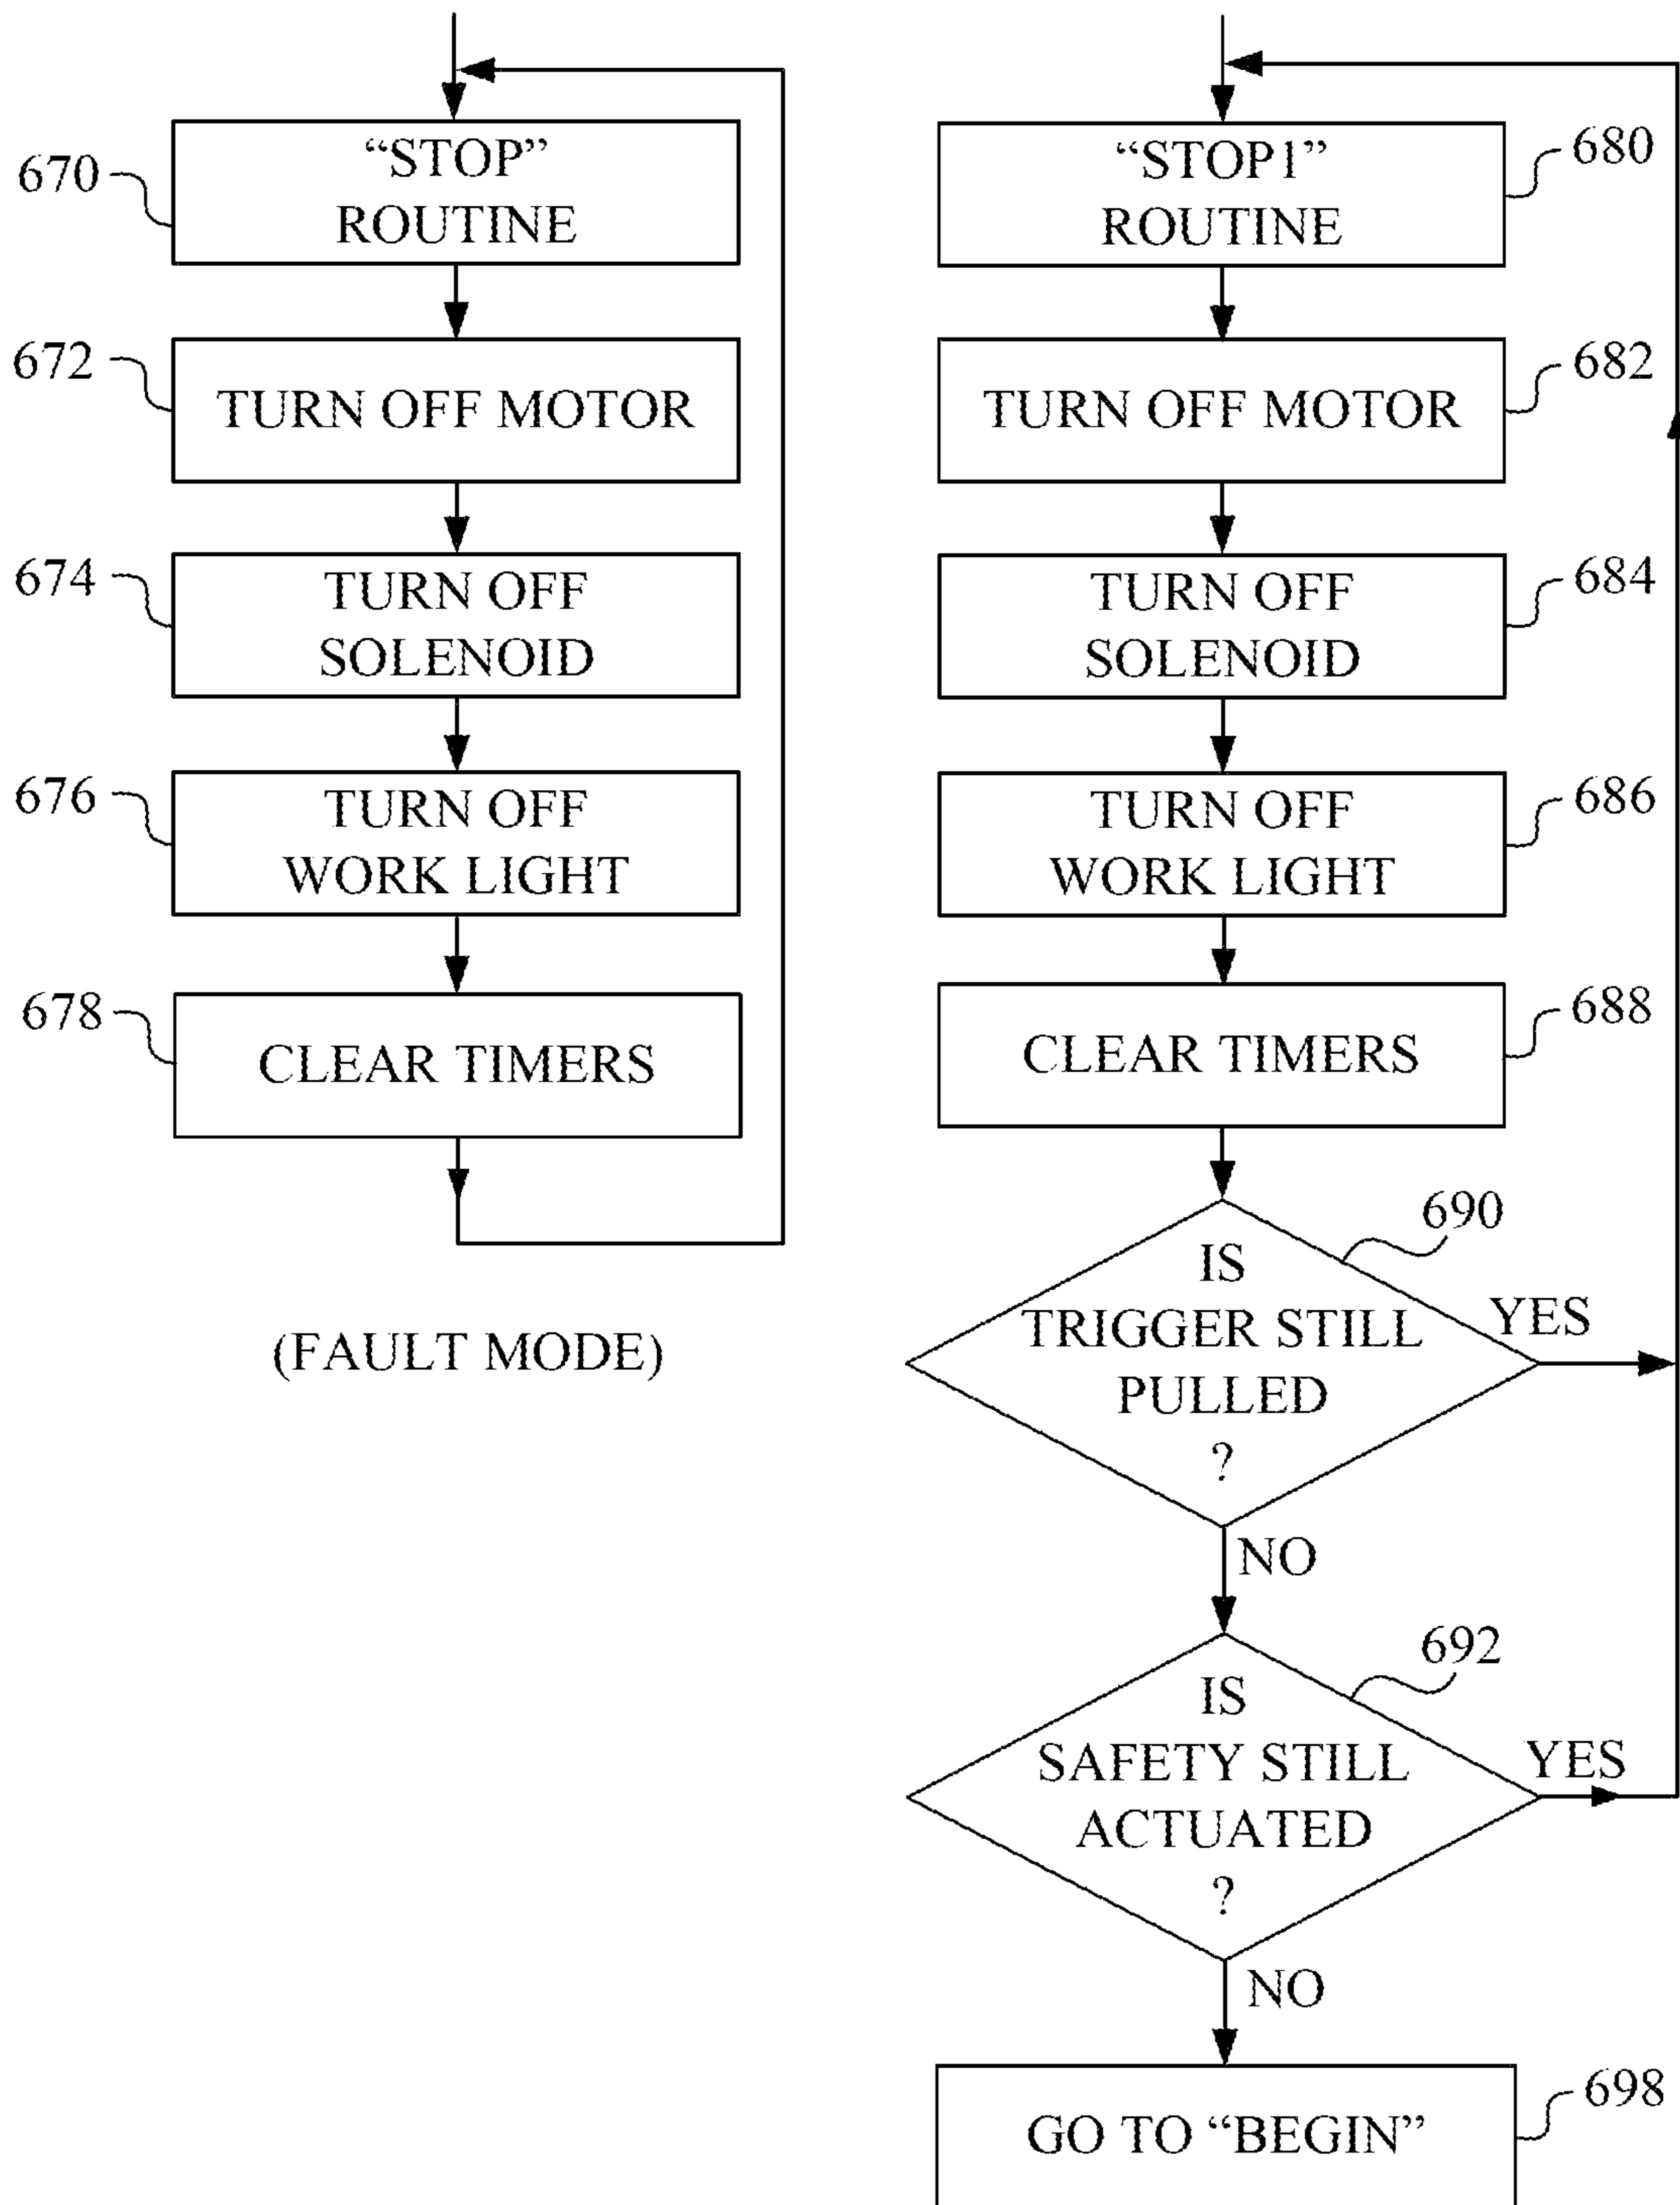 670
“STOP”
ROUTINE
672
TURN OFF MOTOR
674
TURN OFF
SOLENOID
676
TURN OFF
WORK LIGHT
678
CLEAR TIMERS
(FAULT MODE)
“STOP1”
ROUTINE
680
TURN OFF MOTOR
682
TURN OFF
SOLENOID
684
TURN OFF
WORK LIGHT
686
CLEAR TIMERS
688
690
IS
TRIGGER STILL
PULLED
?
YES
NO
692
IS
SAFETY STILL
ACTUATED
?
YES
NO
GO TO “BEGIN”
698